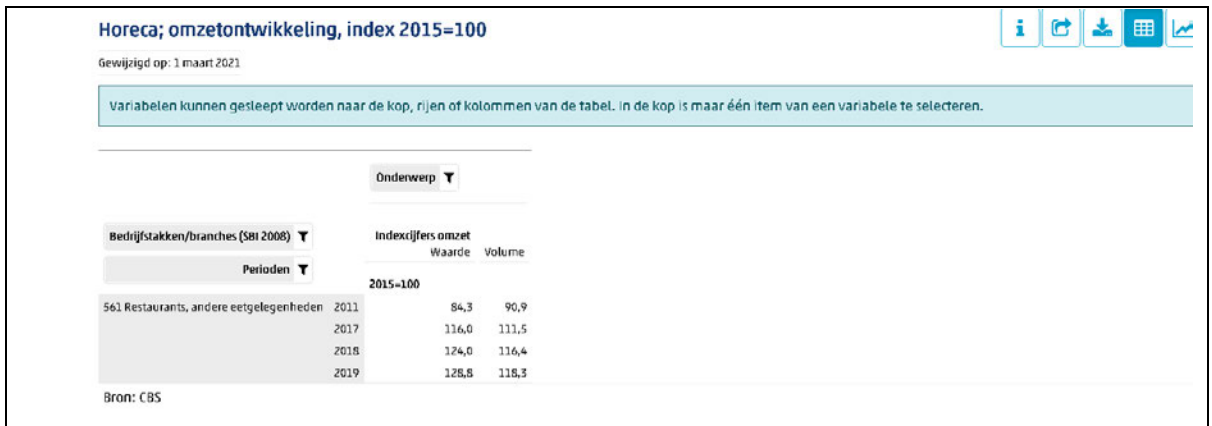 Horeca; omzetontwikkeling, index 2015=100
Gewijzigd op: 1 maart 2021
Variabelen kunnen gesleept worden naar de kop, rijen of kolommen van de tabel. In de kop is maar één item van een variabele te selecteren.
Onderwerp
Bedrijfstakken/branches (SBI 2008) Indexcijfers omzet
Waarde Volume
Perioden
2015=100
561 Restaurants, andere eetgelegenheden 2011 84,3 90,9
2017 116,0 111,5
2018 124,0 116,4
2019 128,8 118,3
Bron: CBS